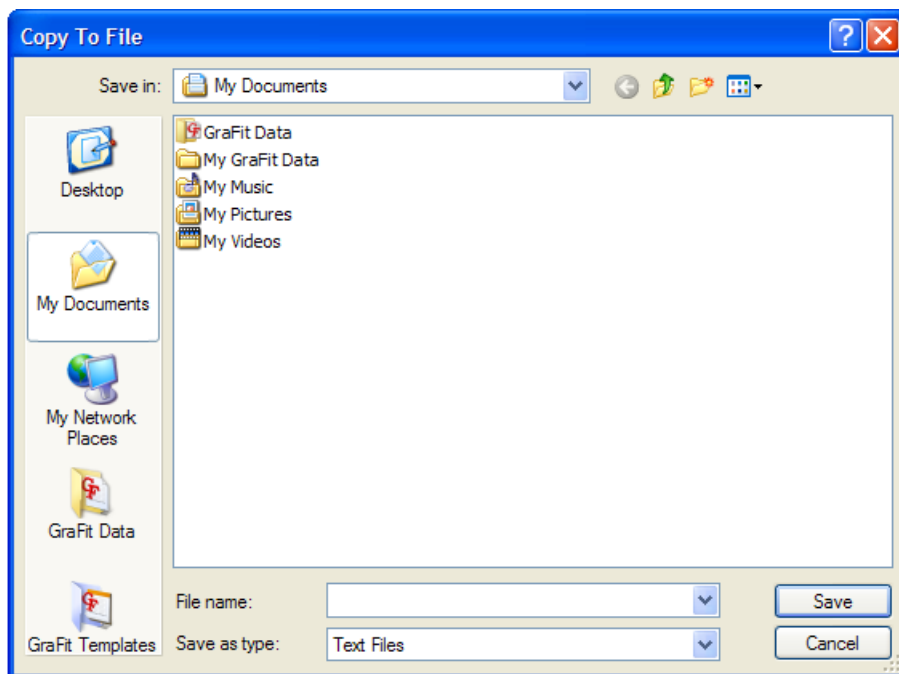 Copy To File
Save in: My Documents
Desktop
My Documents
My Network
Places
GraFit Data
GraFit Templates
GraFit Data
My GraFit Data
My Music
My Pictures
My Videos
File name:
Save
Save as type: Text Files
Cancel